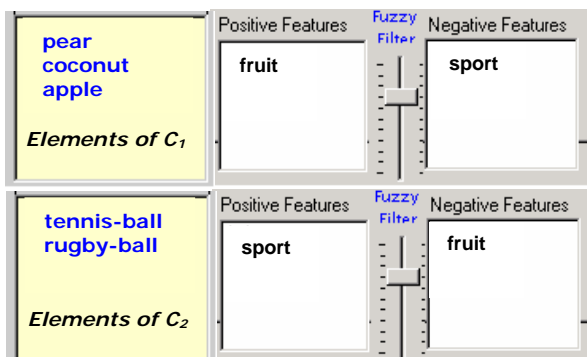 pear
coconut
apple
Elements of C1
Positive Features
fruit
Fuzzy
Filter
Negative Features
sport
tennis-ball
rugby-ball
Elements of C2
Positive Features
sport
Fuzzy
Filter
Negative Features
fruit